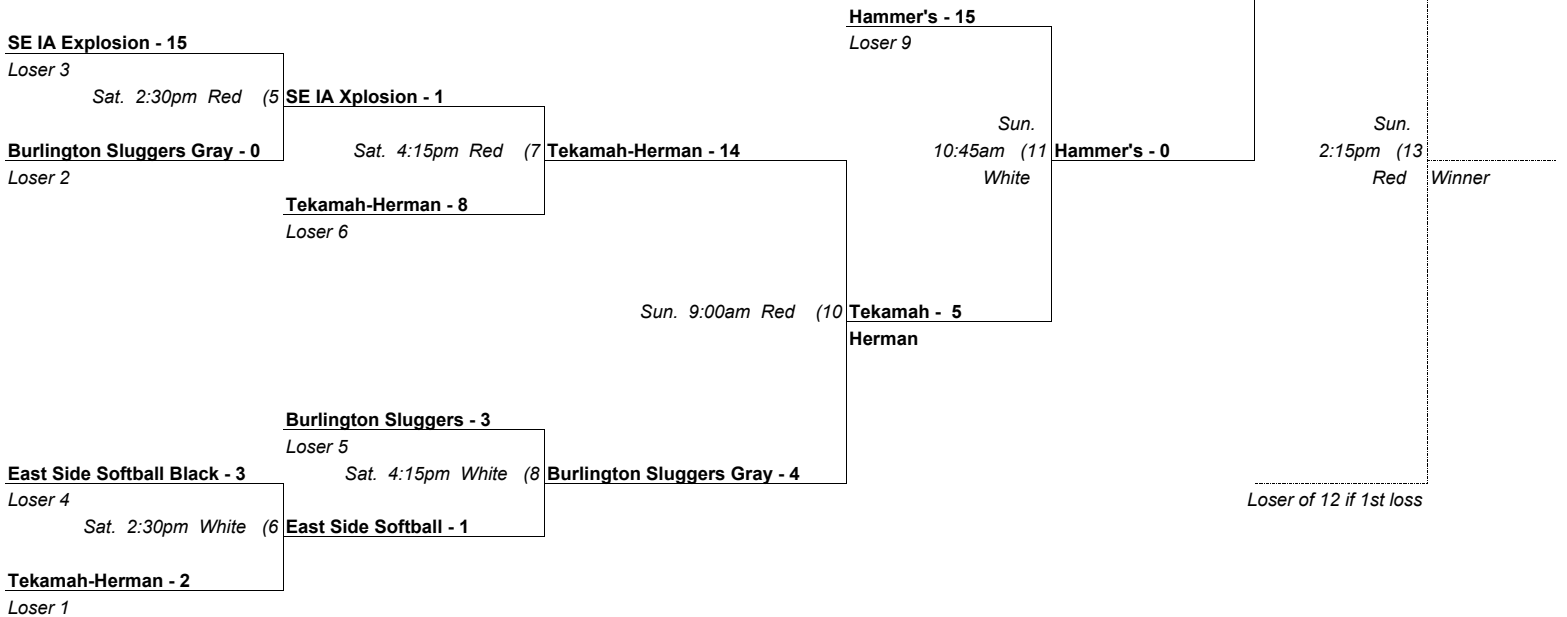 Hammer's - 15
SE IA Explosion - 15
Loser 9
Loser 3
Sat. 2:30pm Red (5 SE IA Xplosion - 1
Sun. Sun.
Burlington Sluggers Gray - 0 Sat. 4:15pm Red (7 Tekamah-Herman - 14 10:45am (11 Hammer's - 0 2:15pm (13
Loser 2 White Red Winner
Tekamah-Herman - 8
Loser 6
Sun. 9:00am Red (10 Tekamah - 5
Herman
Burlington Sluggers - 3
Loser 5
East Side Softball Black - 3 Sat. 4:15pm White (8 Burlington Sluggers Gray - 4
Loser 4 Loser of 12 if 1st loss
Sat. 2:30pm White (6 East Side Softball - 1
Tekamah-Herman - 2
Loser 1